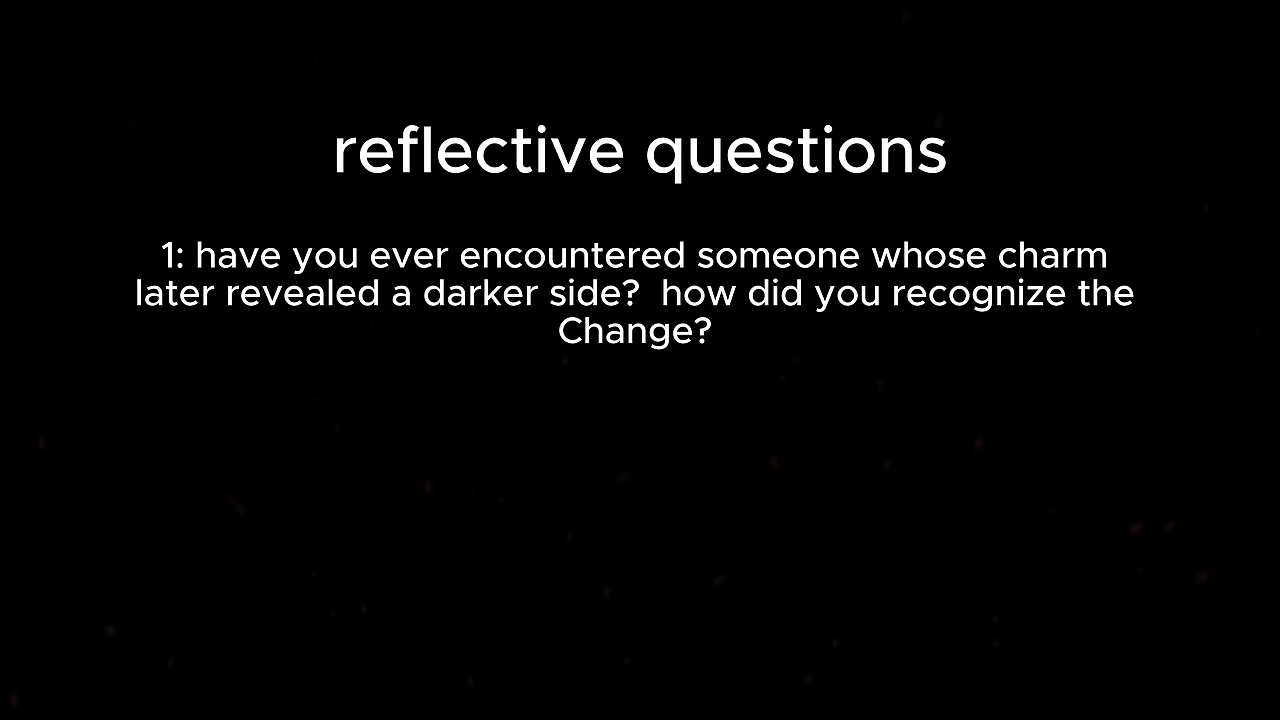 reflective questions
1: have you ever encountered someone whose charm
later revealed a darker side?  how did you recognize the
Change?